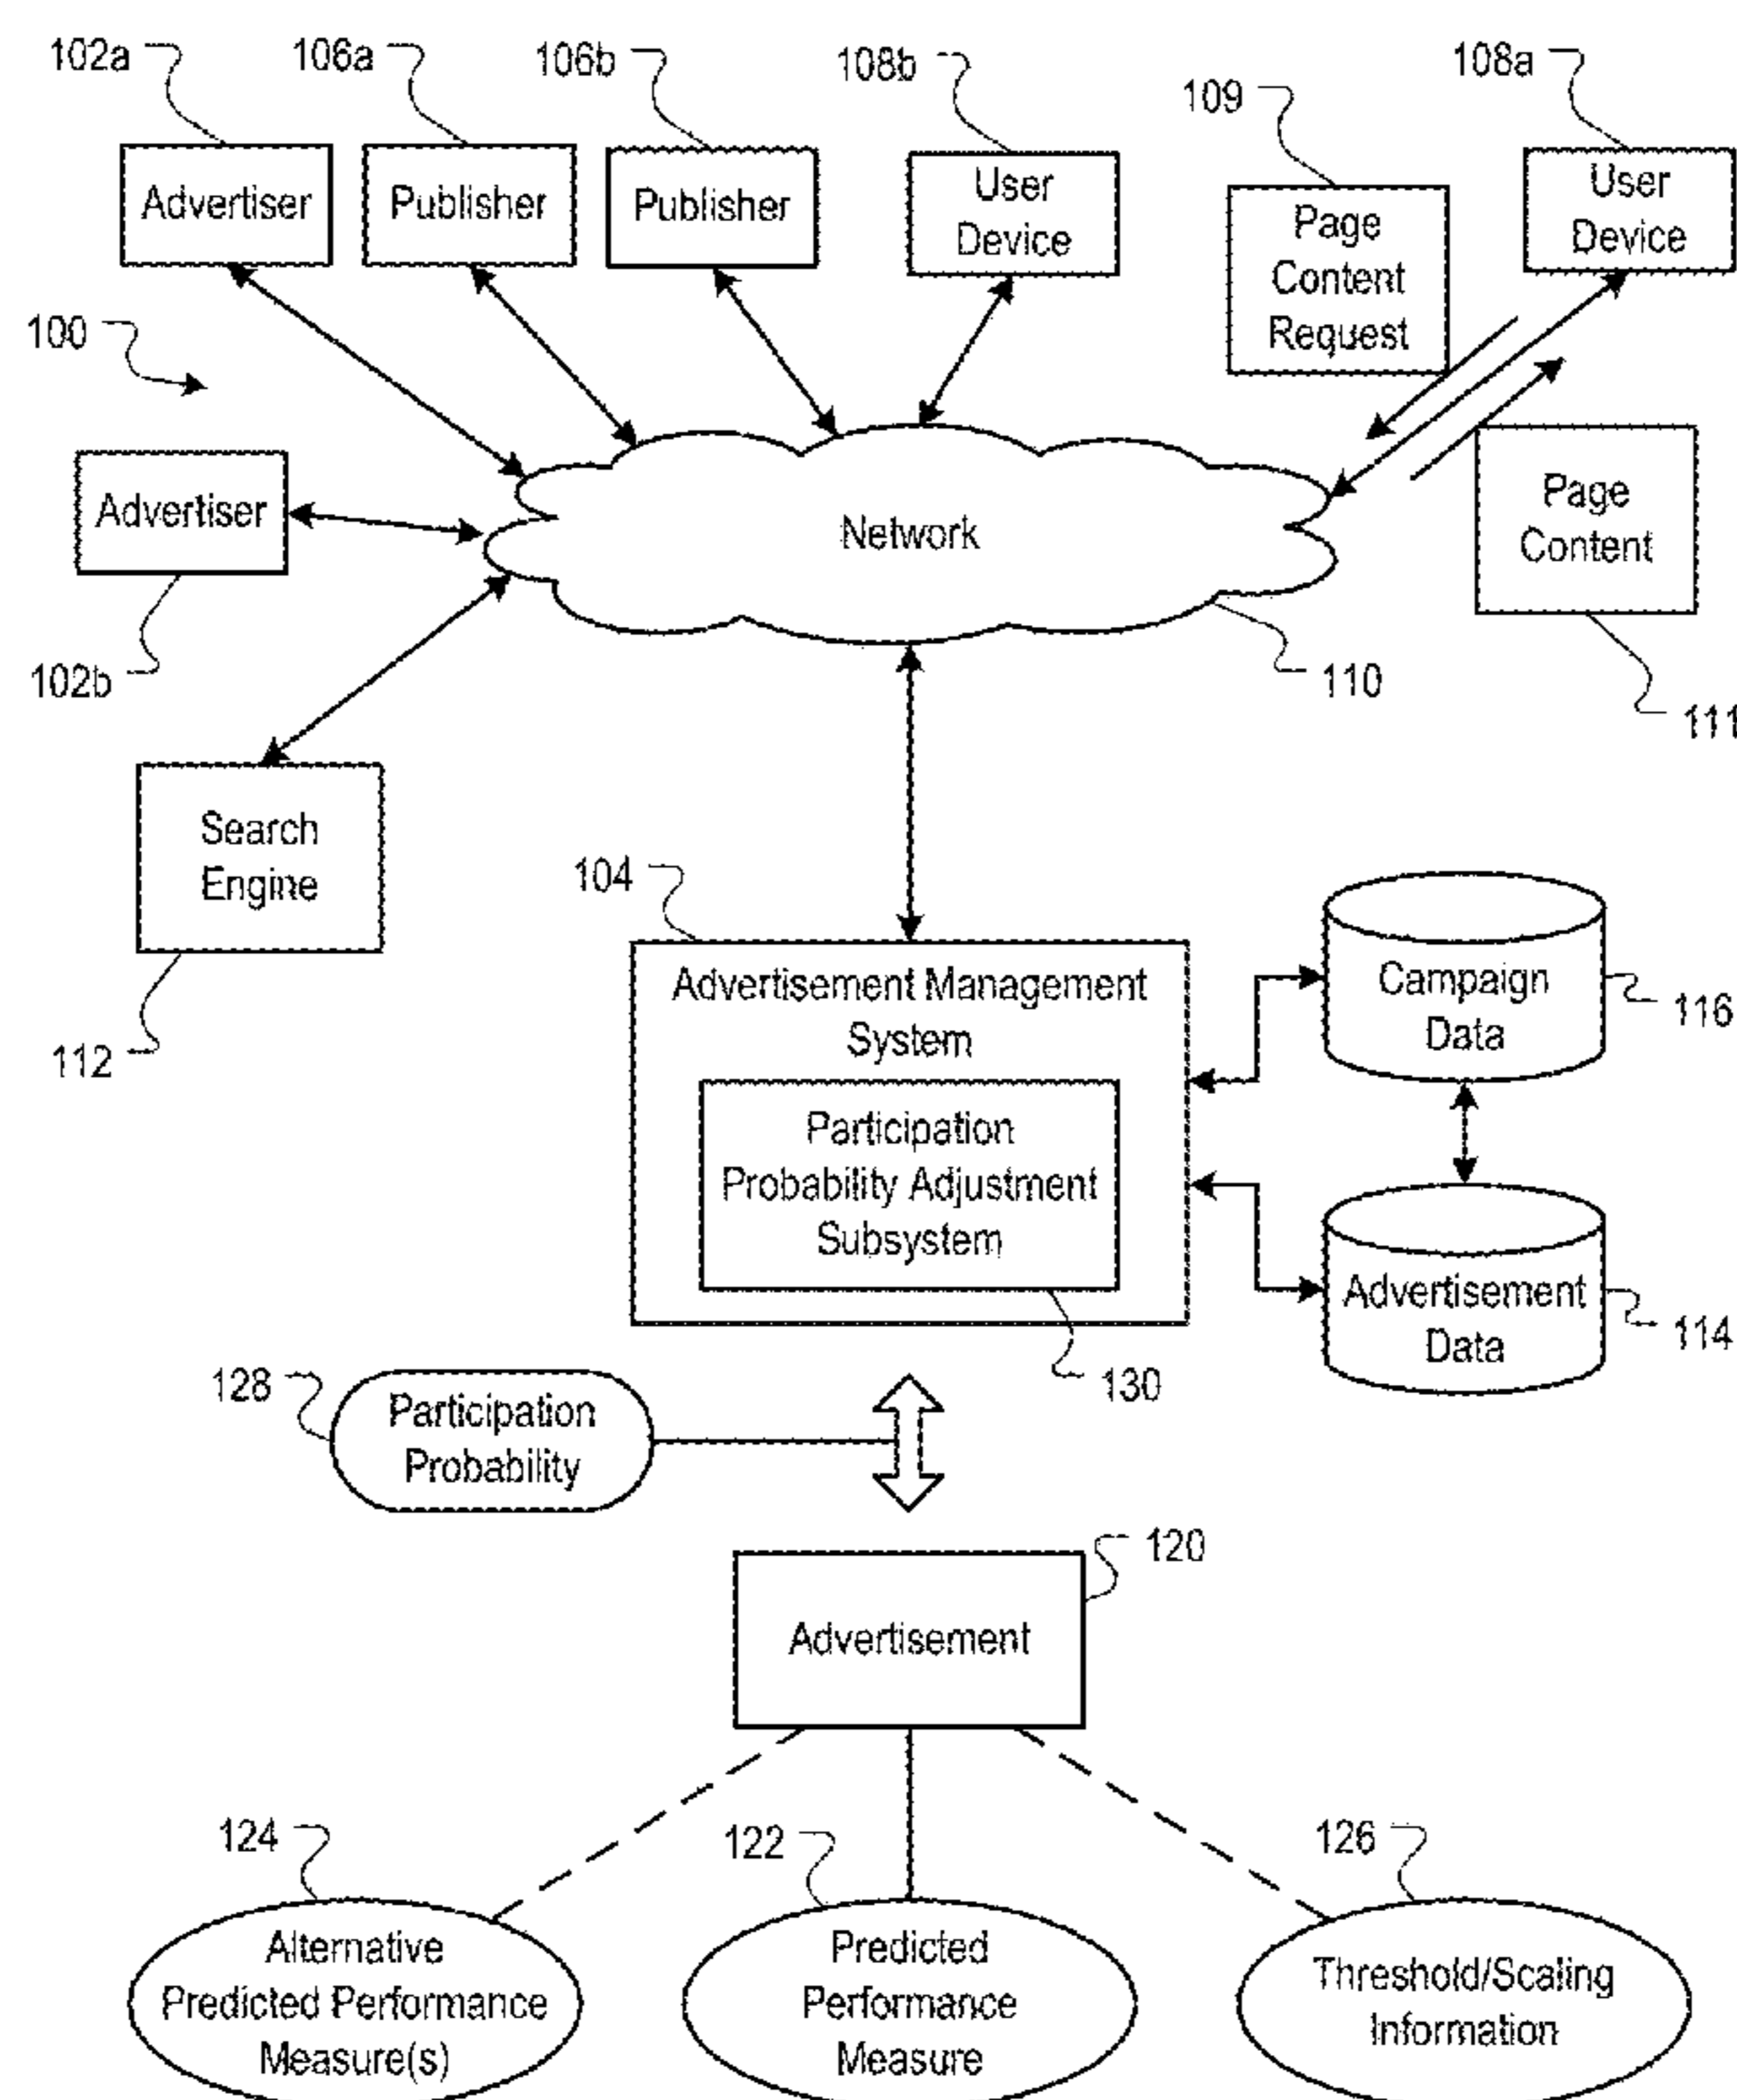 102a
106a
106b
108b
109
108a
Advertiser
Publisher
Publisher
User
Device
Page
Content
Request
User
Device
100
Advertiser
Network
Page
Content
102b
110
111
Search
Engine
112
104
Advertisement Management
System
Participation
Probability Adjustment
Subsystem
Campaign
Data
116
Advertisement
Data
114
130
128
Participation
Probability
120
Advertisement
124
122
126
Alternative
Predicted Performance
Measure(s)
Predicted
Performance
Measure
Threshold/Scaling
Information